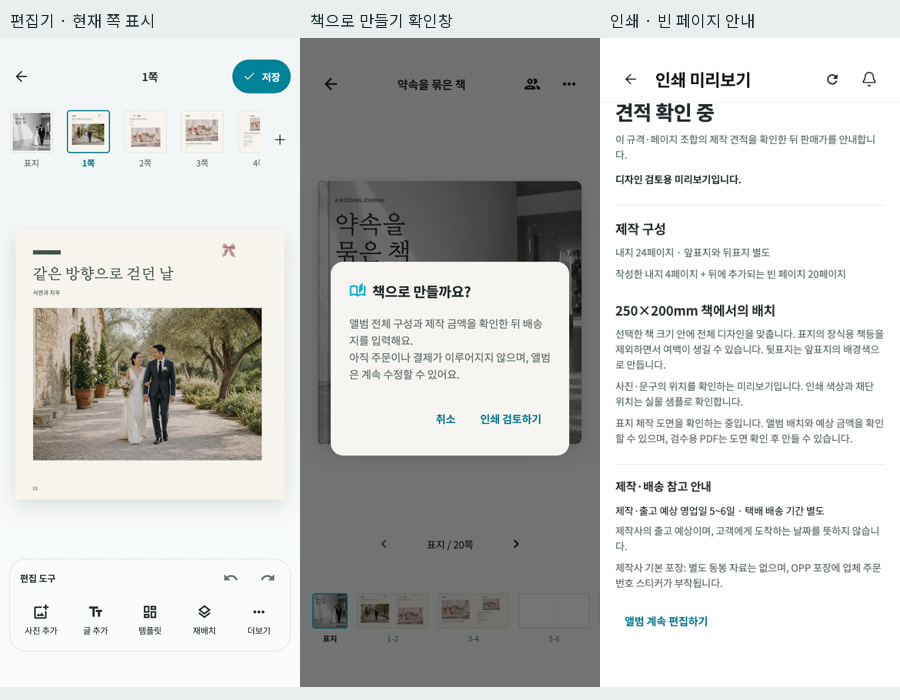 편집기 · 현재 쪽 표시
1쪽
저장
표지
1쪽
2쪽
3쪽
같은 방향으로 걷던 날
서연과 지우
01
편집 도구
사진 추가
글 추가
템플릿
재배치
더보기
책으로 만들기 확인창
약속을 묶은 책
A WEDDING JOURNAL
약속을
묶은 책
책으로 만들까요?
앨범 전체 구성과 제작 금액을 확인한 뒤 배송
지를 입력해요.
아직 주문이나 결제가 이루어지지 않으며, 앨범
은 계속 수정할 수 있어요.
취소
인쇄 검토하기
표지 / 20쪽
표지
1-2
3-4
5-6
인쇄 · 빈 페이지 안내
인쇄 미리보기
견적 확인 중
이 규격·페이지 조합의 제작 견적을 확인한 뒤 판매가를 안내합니
다.
디자인 검토용 미리보기입니다.
제작 구성
내지 24페이지 · 앞표지와 뒤표지 별도
작성한 내지 4페이지 + 뒤에 추가되는 빈 페이지 20페이지
250×200mm 책에서의 배치
선택한 책 크기 안에 전체 디자인을 맞춥니다. 표지의 장식용 책등을
제외하면서 여백이 생길 수 있습니다. 뒷표지는 앞표지의 배경색으
로 만듭니다.
사진·문구의 위치를 확인하는 미리보기입니다. 인쇄 색상과 재단
위치는 실물 샘플로 확인합니다.
표지 제작 도면을 확인하는 중입니다. 앨범 배치와 예상 금액을 확인
할 수 있으며, 검수용 PDF는 도면 확인 후 만들 수 있습니다.
제작·배송 참고 안내
제작·출고 예상 영업일 5~6일 · 택배 배송 기간 별도
제작사의 출고 예상이며, 고객에게 도착하는 날짜를 뜻하지 않습니
다.
제작사 기본 포장: 별도 동봉 자료는 없으며, OPP 포장에 업체 주문
번호 스티커가 부착됩니다.
앨범 계속 편집하기